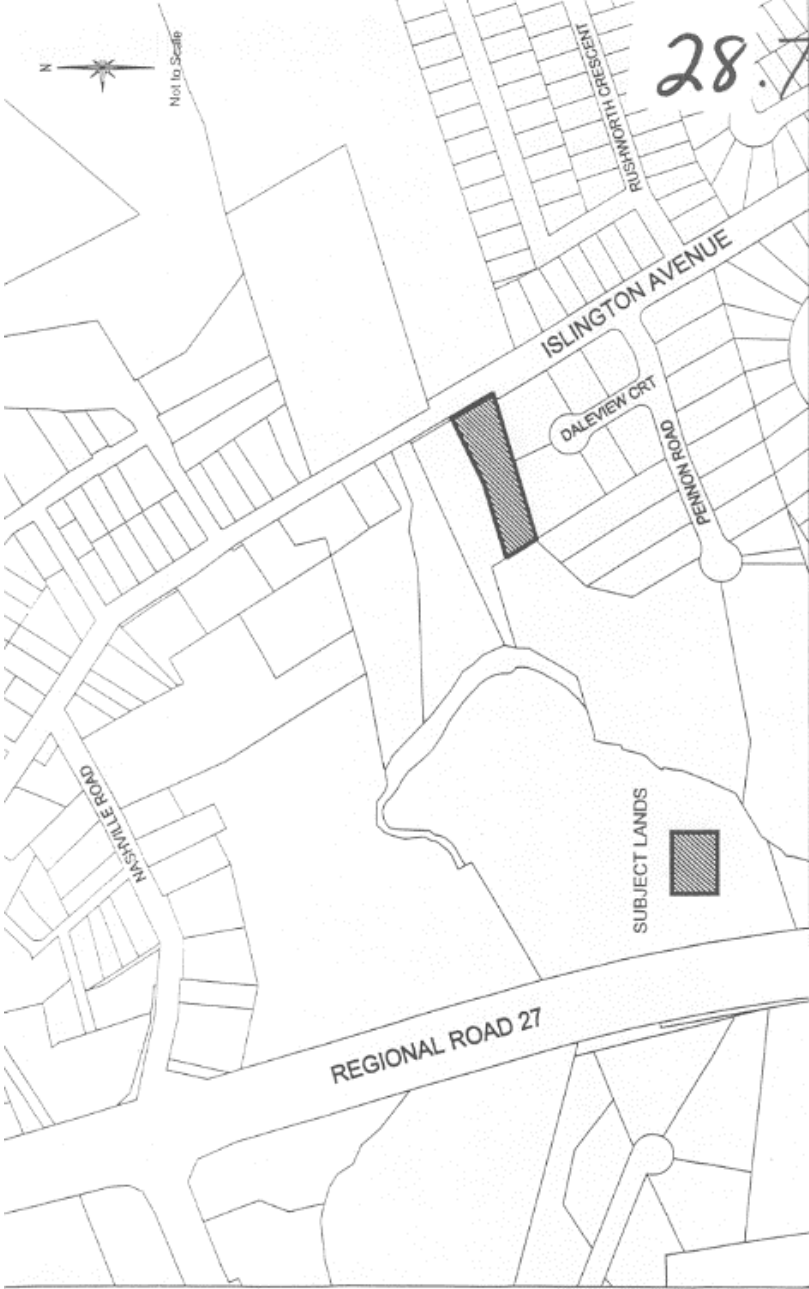 N
Not to Scale
28.7
RUSHWORTH CRESCENT
ISLINGTON AVENUE
DALEVIEW CRT
PENNON ROAD
NASHVILLE ROAD
SUBJECT LANDS
REGIONAL ROAD 27